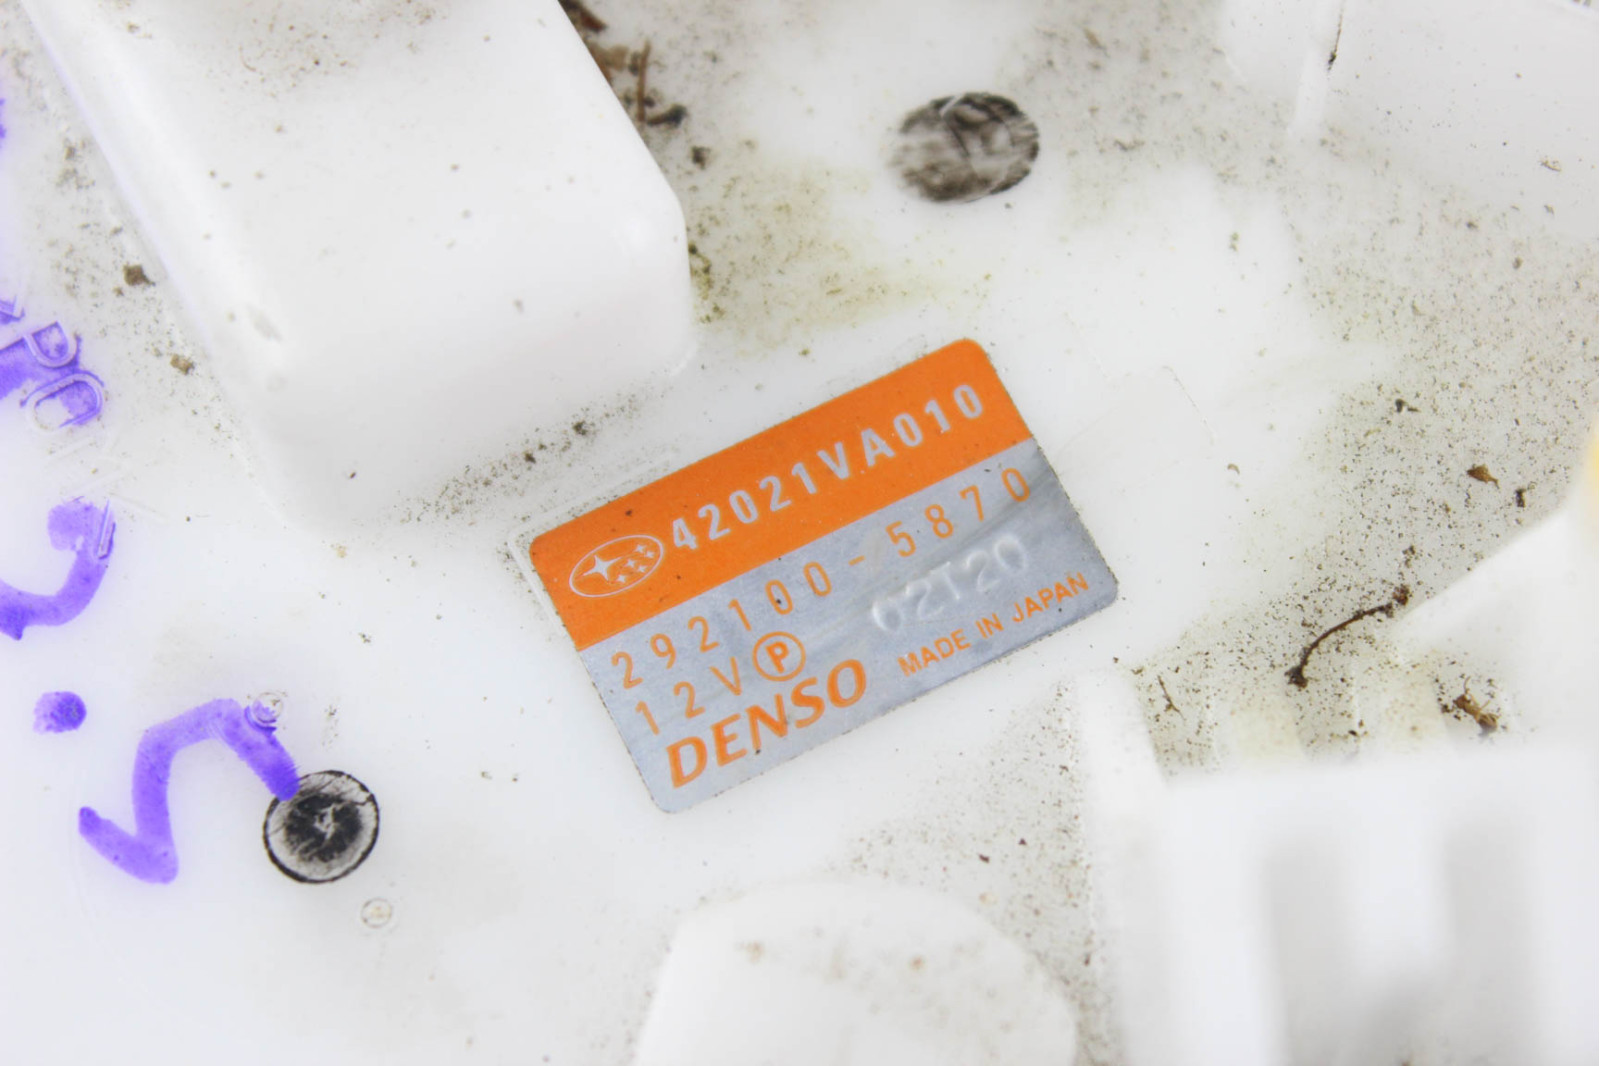 42021VA010
292100-5870
12V P 02T20
DENSO MADE IN JAPAN